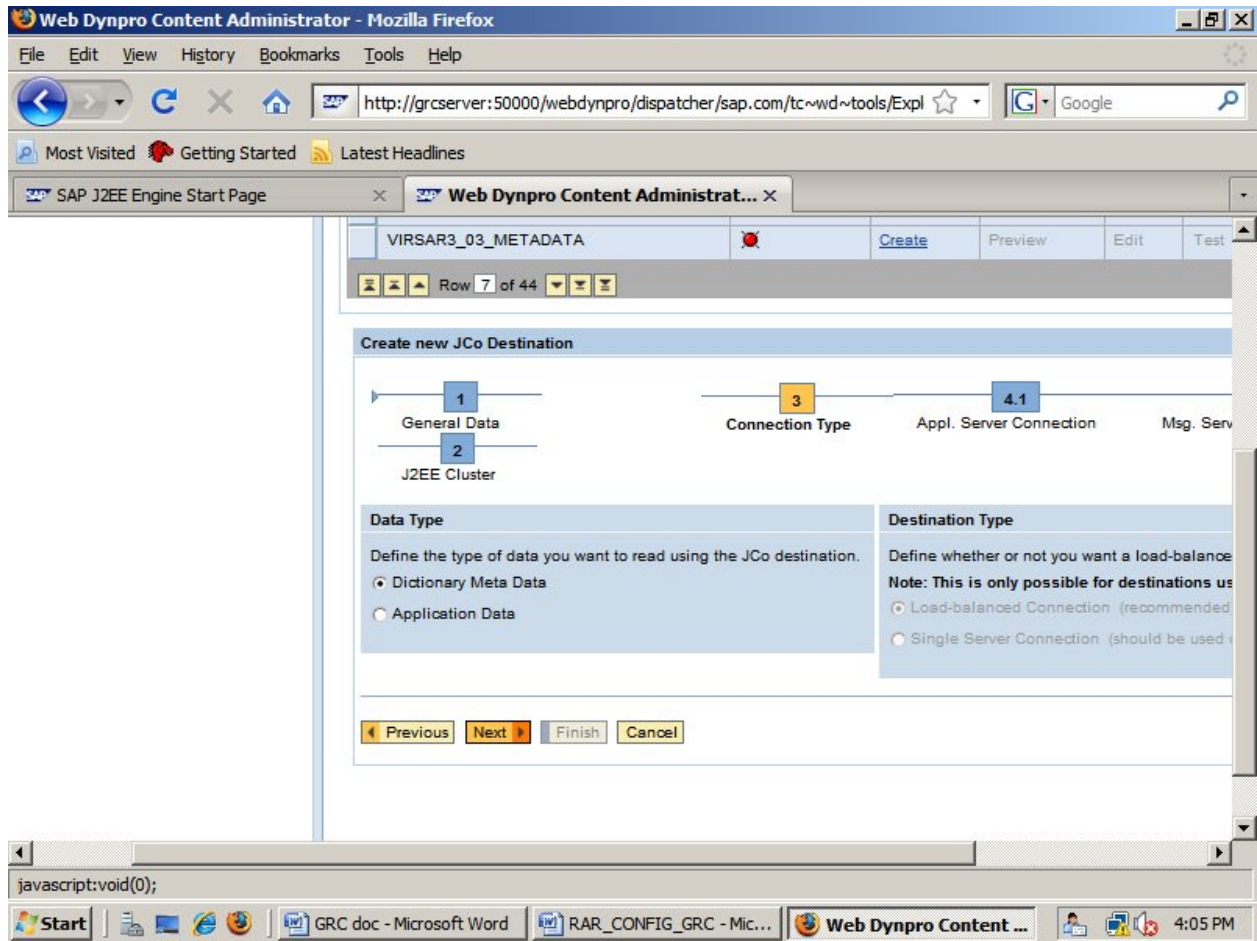 Web Dynpro Content Administrator - Mozilla Firefox
File Edit View History Bookmarks Tools Help
http://grcserver:50000/webdynpro/dispatcher/sap.com/tc~wd~tools/Expl
G Google
Most Visited Getting Started Latest Headlines
SAP J2EE Engine Start Page
Web Dynpro Content Administrat...
VIRSAR3_03_METADATA Create Preview Edit Test
Row 7 of 44
Create new JCo Destination
1 3 4.1
General Data Connection Type Appl. Server Connection Msg. Serv
2
J2EE Cluster
Data Type
Define the type of data you want to read using the JCo destination.
Dictionary Meta Data
Application Data
Destination Type
Define whether or not you want a load-balance
Note: This is only possible for destinations us
Load-balanced Connection (recommended
Single Server Connection (should be used
Previous Next Finish Cancel
javascript:void(0);
Start GRC doc - Microsoft Word RAR_CONFIG_GRC - Mic... Web Dynpro Content ... 4:05 PM